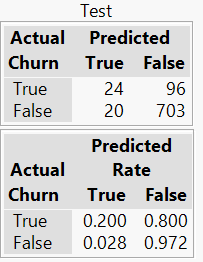 Test
Actual Predicted
Churn True False
True 24 96
False 20 703
Predicted
Actual Rate
Churn True False
True 0.200 0.800
False 0.028 0.972